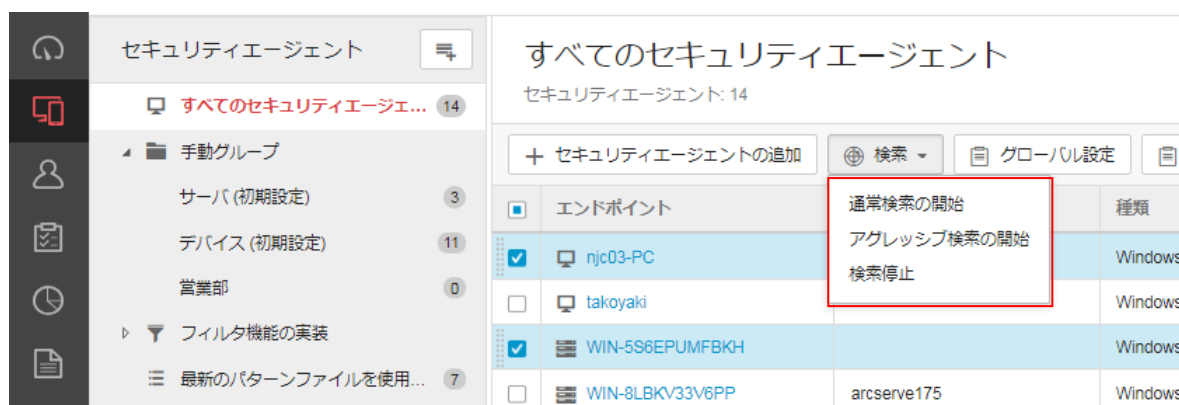 セキュリティエージェント
すべてのセキュリティエージェ... 14
手動グループ
サーバ (初期設定) 3
デバイス (初期設定) 11
営業部 0
フィルタ機能の実装
最新のパターンファイルを使用... 7
すべてのセキュリティエージェント
セキュリティエージェント: 14
+ セキュリティエージェントの追加 検索 グローバル設定
エンドポイント 種類
通常検索の開始
アグレッシブ検索の開始
検索停止
njc03-PC Windows
takoyaki Windows
WIN-5S6EPUMFBKH Windows
WIN-8LBKV33V6PP arcserve175 Windows